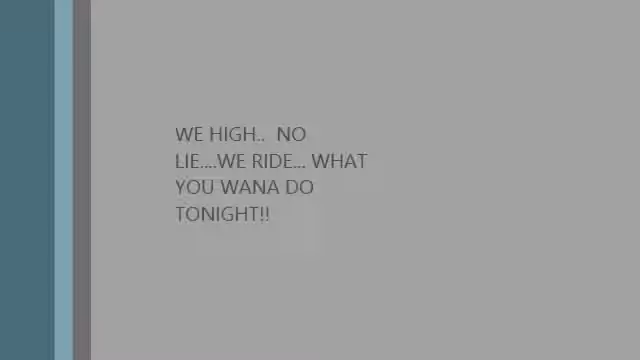 WE HIGH..  NO
LIE....WE RIDE... WHAT
YOU WANA DO
TONIGHT!!